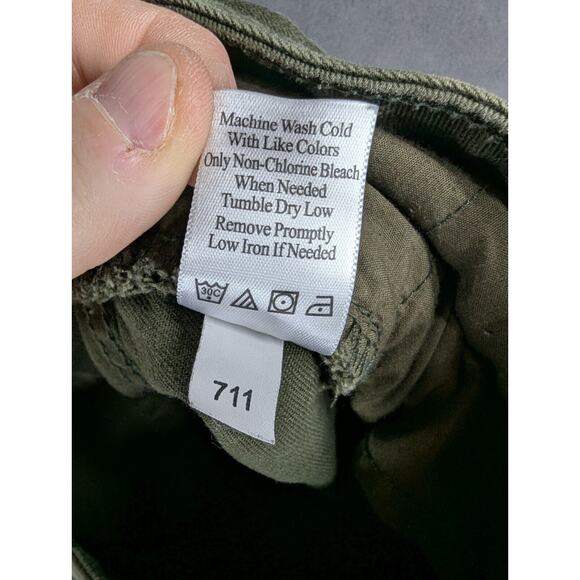 Machine Wash Cold
With Like Colors
Only Non-Chlorine Bleach
When Needed
Tumble Dry Low
Remove Promptly
Low Iron If Needed
30C
711